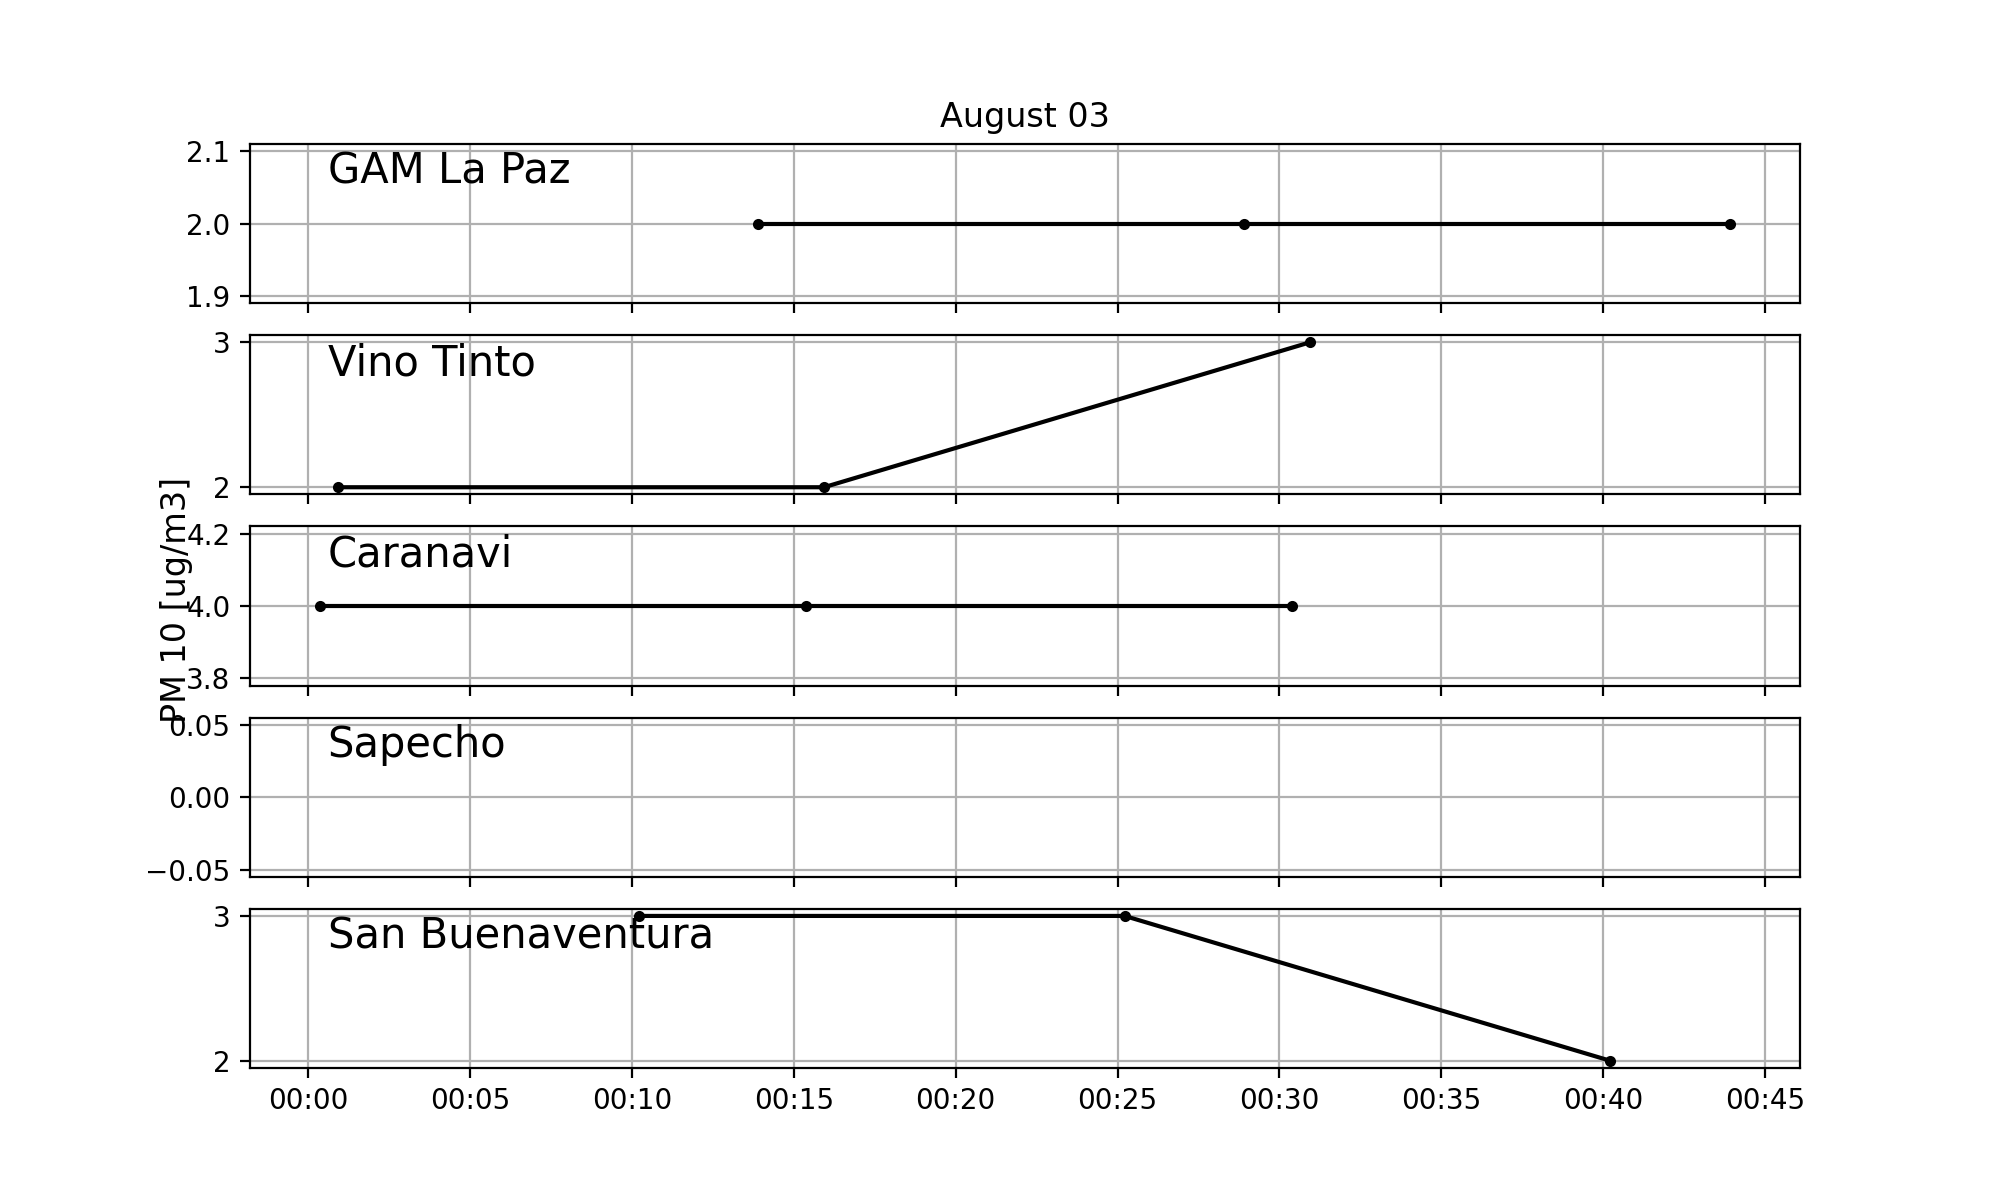 August 03
2.1
GAM La Paz
2.0
1.9
3
Vino Tinto
2
PM 10 [ug/m3]
4.2
Caranavi
4.0
3.8
0.05
Sapecho
0.00
−0.05
3
San Buenaventura
2
00:00 00:05 00:10 00:15 00:20 00:25 00:30 00:35 00:40 00:45